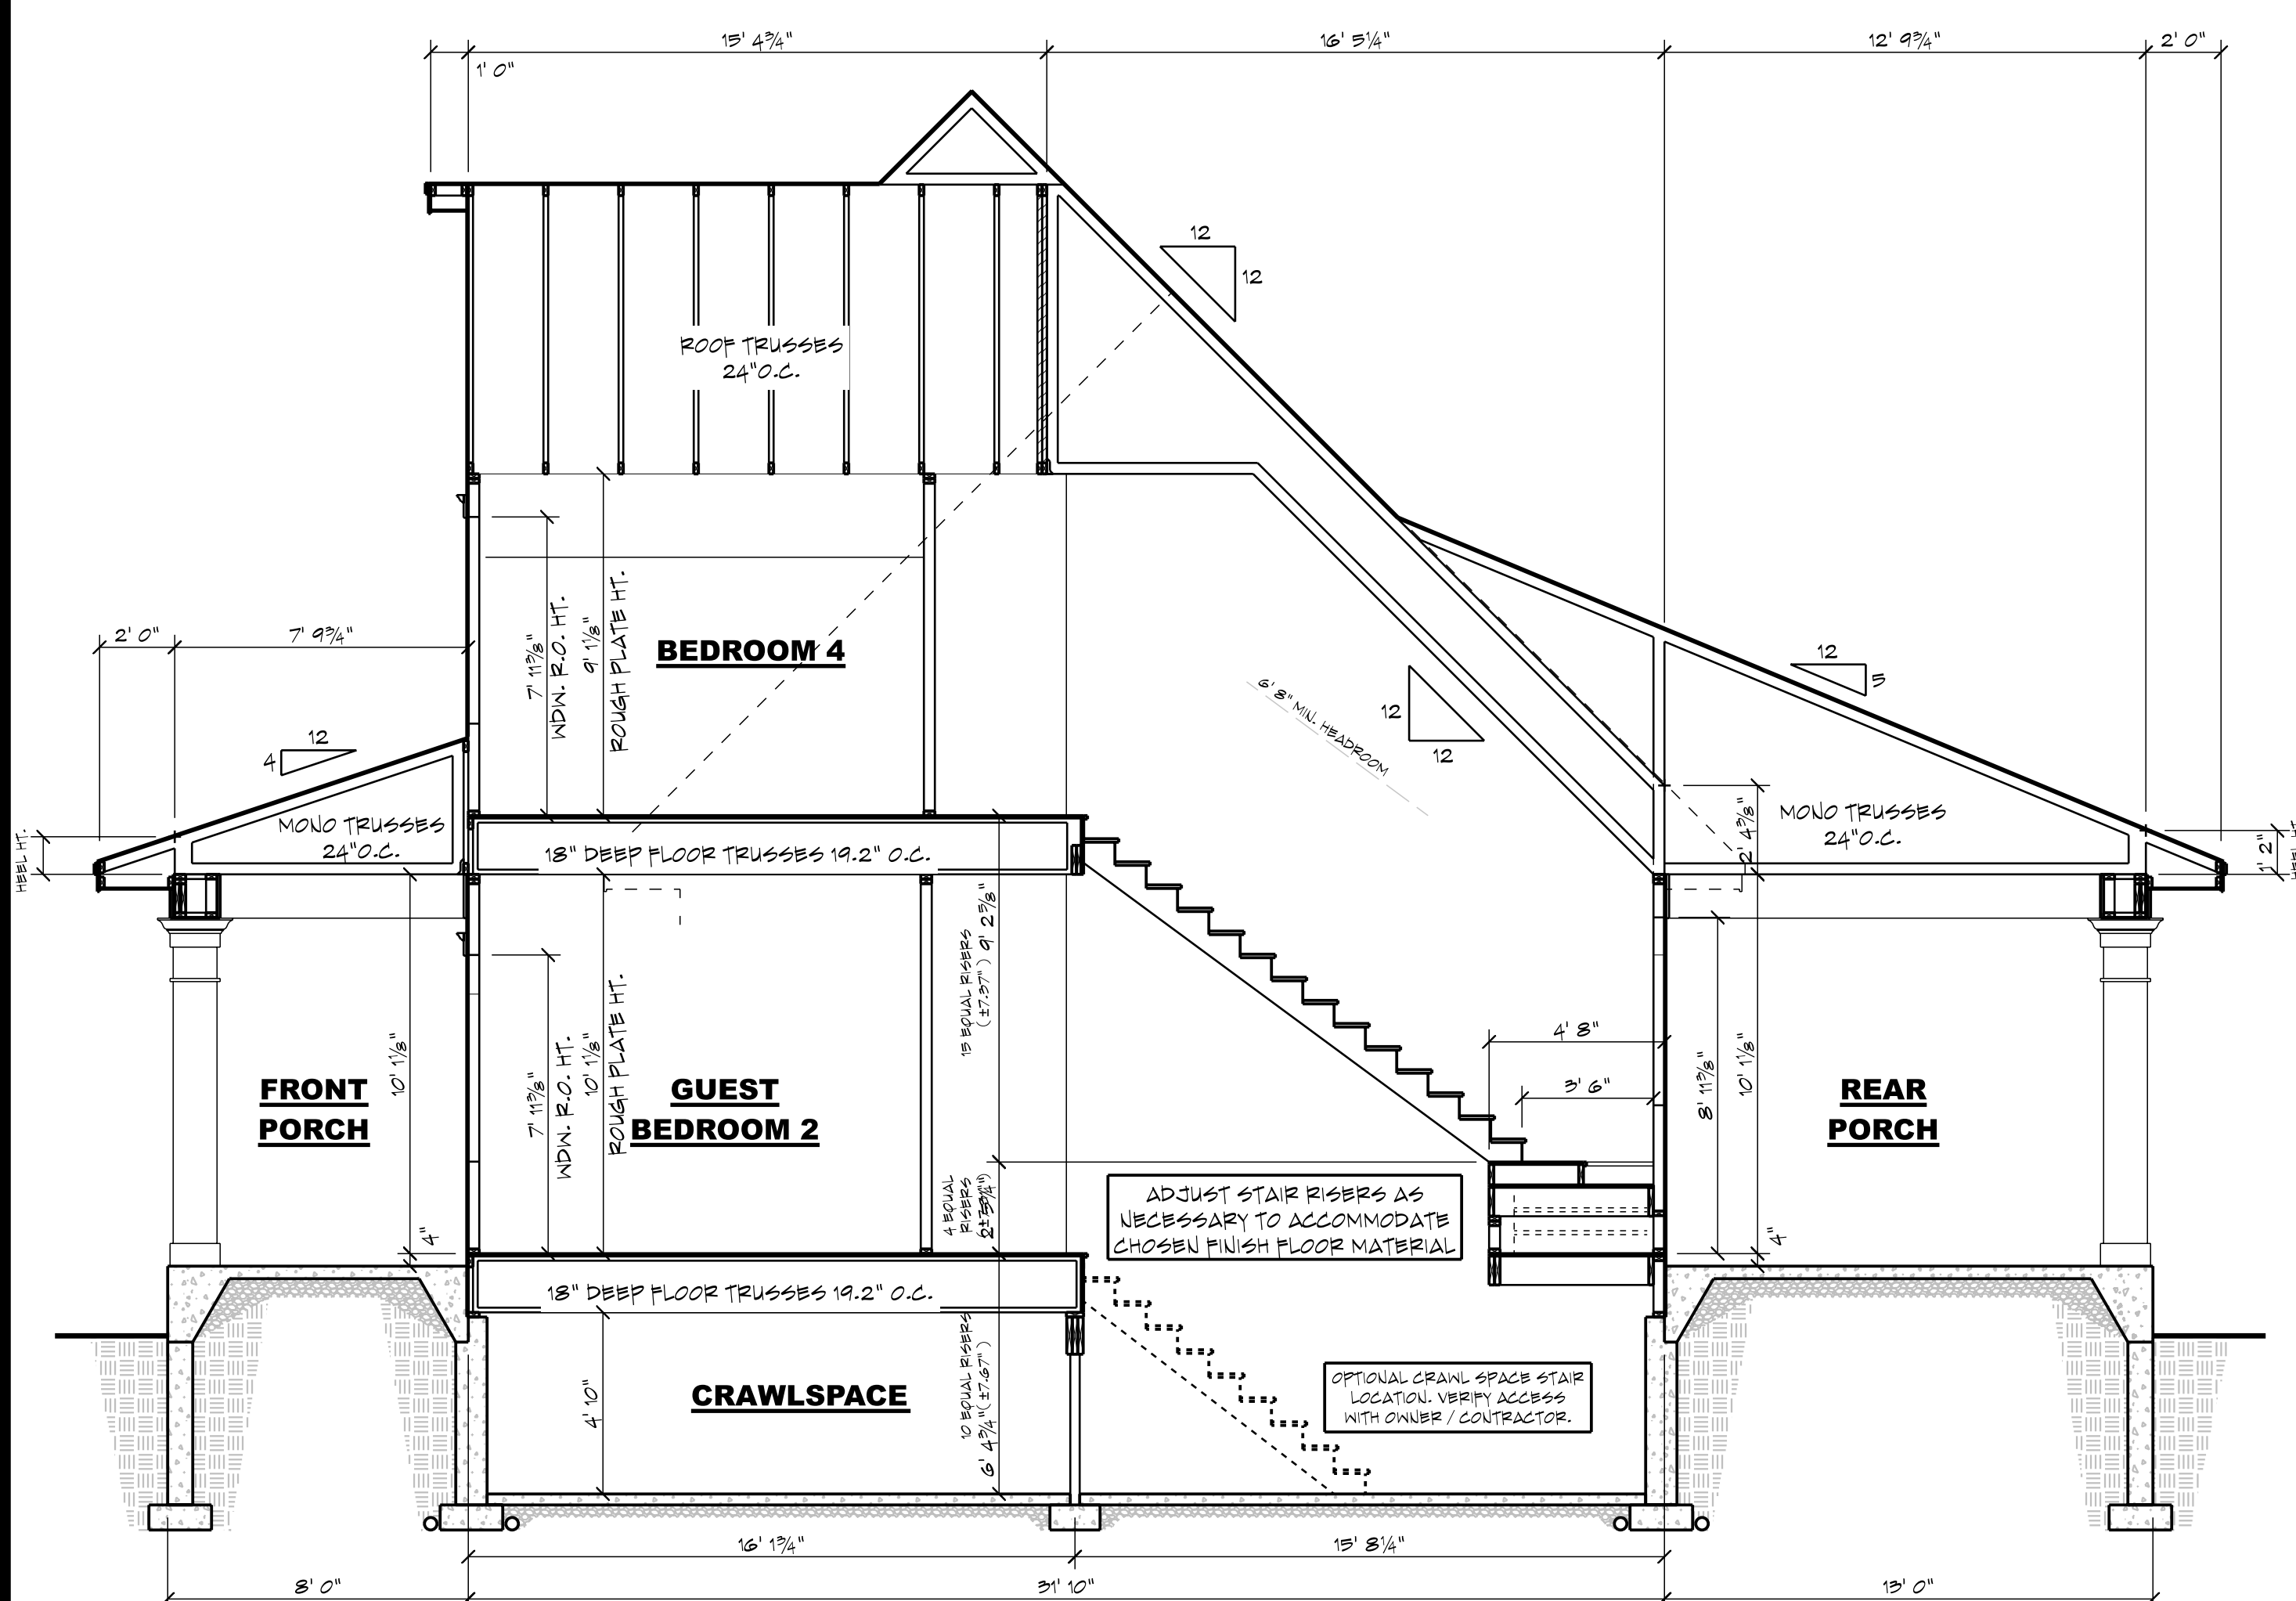 15' 4¾"
16' 5¼"
12' 9¾"
2' 0"
1' 0"
12
12
ROOF TRUSSES
24"O.C.
2' 0"
7' 9¾"
12
4
MONO TRUSSES
24"O.C.
HEEL HT.
7' 11⅜"
WDW. R.O. HT.
9' 1⅛"
ROUGH PLATE HT.
BEDROOM 4
6' 8" MIN. HEADROOM
12
12
12
5
2' 4⅜"
MONO TRUSSES
24"O.C.
1' 2"
18" DEEP FLOOR TRUSSES 19.2" O.C.
15 EQUAL RISERS
(±7.37") 9' 2⅝"
10' 1⅛"
4"
FRONT
PORCH
7' 11⅜"
WDW. R.O. HT.
10' 1⅛"
ROUGH PLATE HT.
GUEST
BEDROOM 2
4 EQUAL
RISERS
4' 8"
3' 6"
8' 11⅜"
10' 1⅛"
4"
REAR
PORCH
ADJUST STAIR RISERS AS
NECESSARY TO ACCOMMODATE
CHOSEN FINISH FLOOR MATERIAL
18" DEEP FLOOR TRUSSES 19.2" O.C.
4' 10"
CRAWLSPACE
10 EQUAL RISERS
6' 4¾"(±7.67")
OPTIONAL CRAWL SPACE STAIR
LOCATION. VERIFY ACCESS
WITH OWNER / CONTRACTOR.
16' 1¾"
15' 8¼"
8' 0"
31' 10"
13' 0"